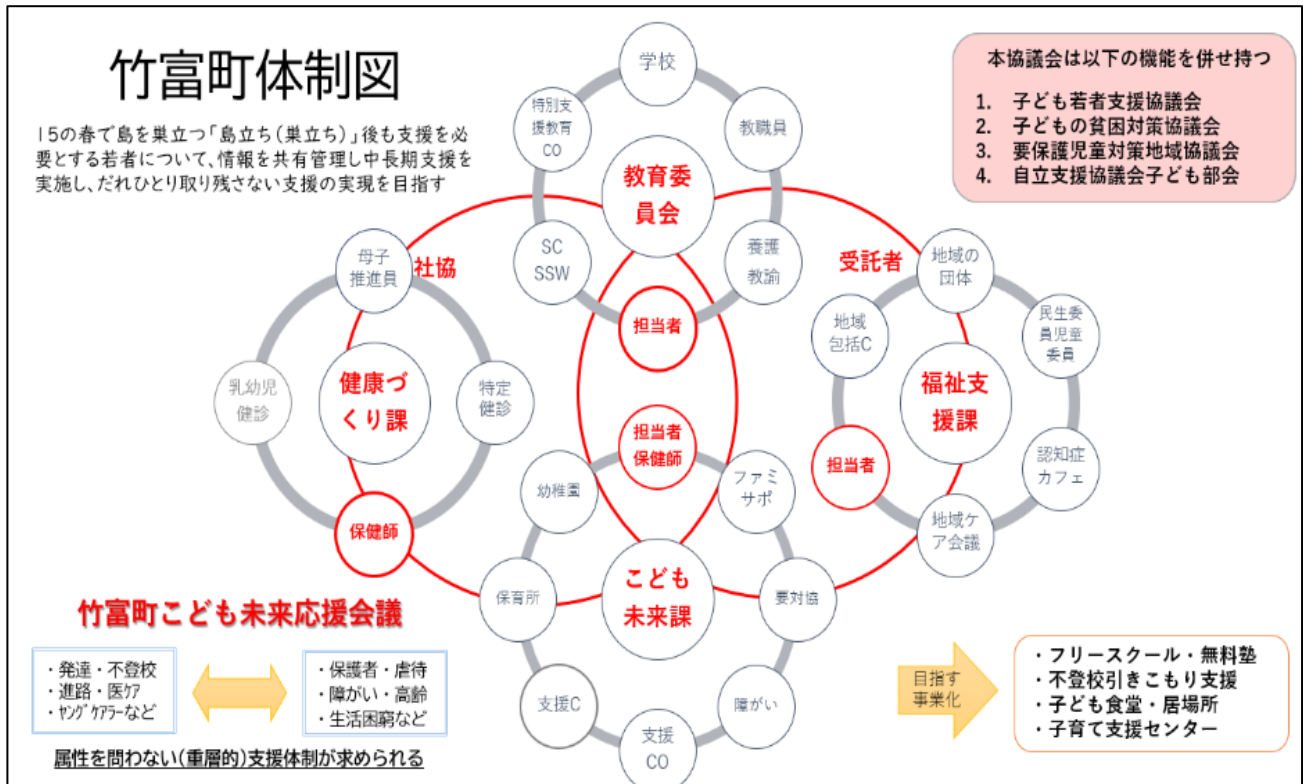 竹富町体制図
15の春で島を巣立つ「島立ち(巣立ち)」後も支援を必
要とする若者について、情報を共有管理し中長期支援を
実施し、だれひとり取り残さない支援の実現を目指す
本協議会は以下の機能を併せ持つ
1. 子ども若者支援協議会
2. 子どもの貧困対策協議会
3. 要保護児童対策地域協議会
4. 自立支援協議会子ども部会
学校
特別支
援教育
CO
教職員
教育委
員会
SC
SSW
養護
教諭
担当者
社協
受託者
母子
推進員
乳幼児
健診
健康づ
くり課
特定
健診
保健師
地域の
団体
地域
包括C
民生委
員児童
委員
福祉支
援課
担当者
認知症
カフェ
地域ケ
ア会議
担当者
保健師
幼稚園
ファミ
サポ
保育所
こども
未来課
要対協
支援C
支援
CO
障がい
竹富町こども未来応援会議
・発達・不登校
・進路・医ケア
・ヤングケアラーなど
・保護者・虐待
・障がい・高齢
・生活困窮など
属性を問わない(重層的)支援体制が求められる
目指す
事業化
・フリースクール・無料塾
・不登校引きこもり支援
・子ども食堂・居場所
・子育て支援センター